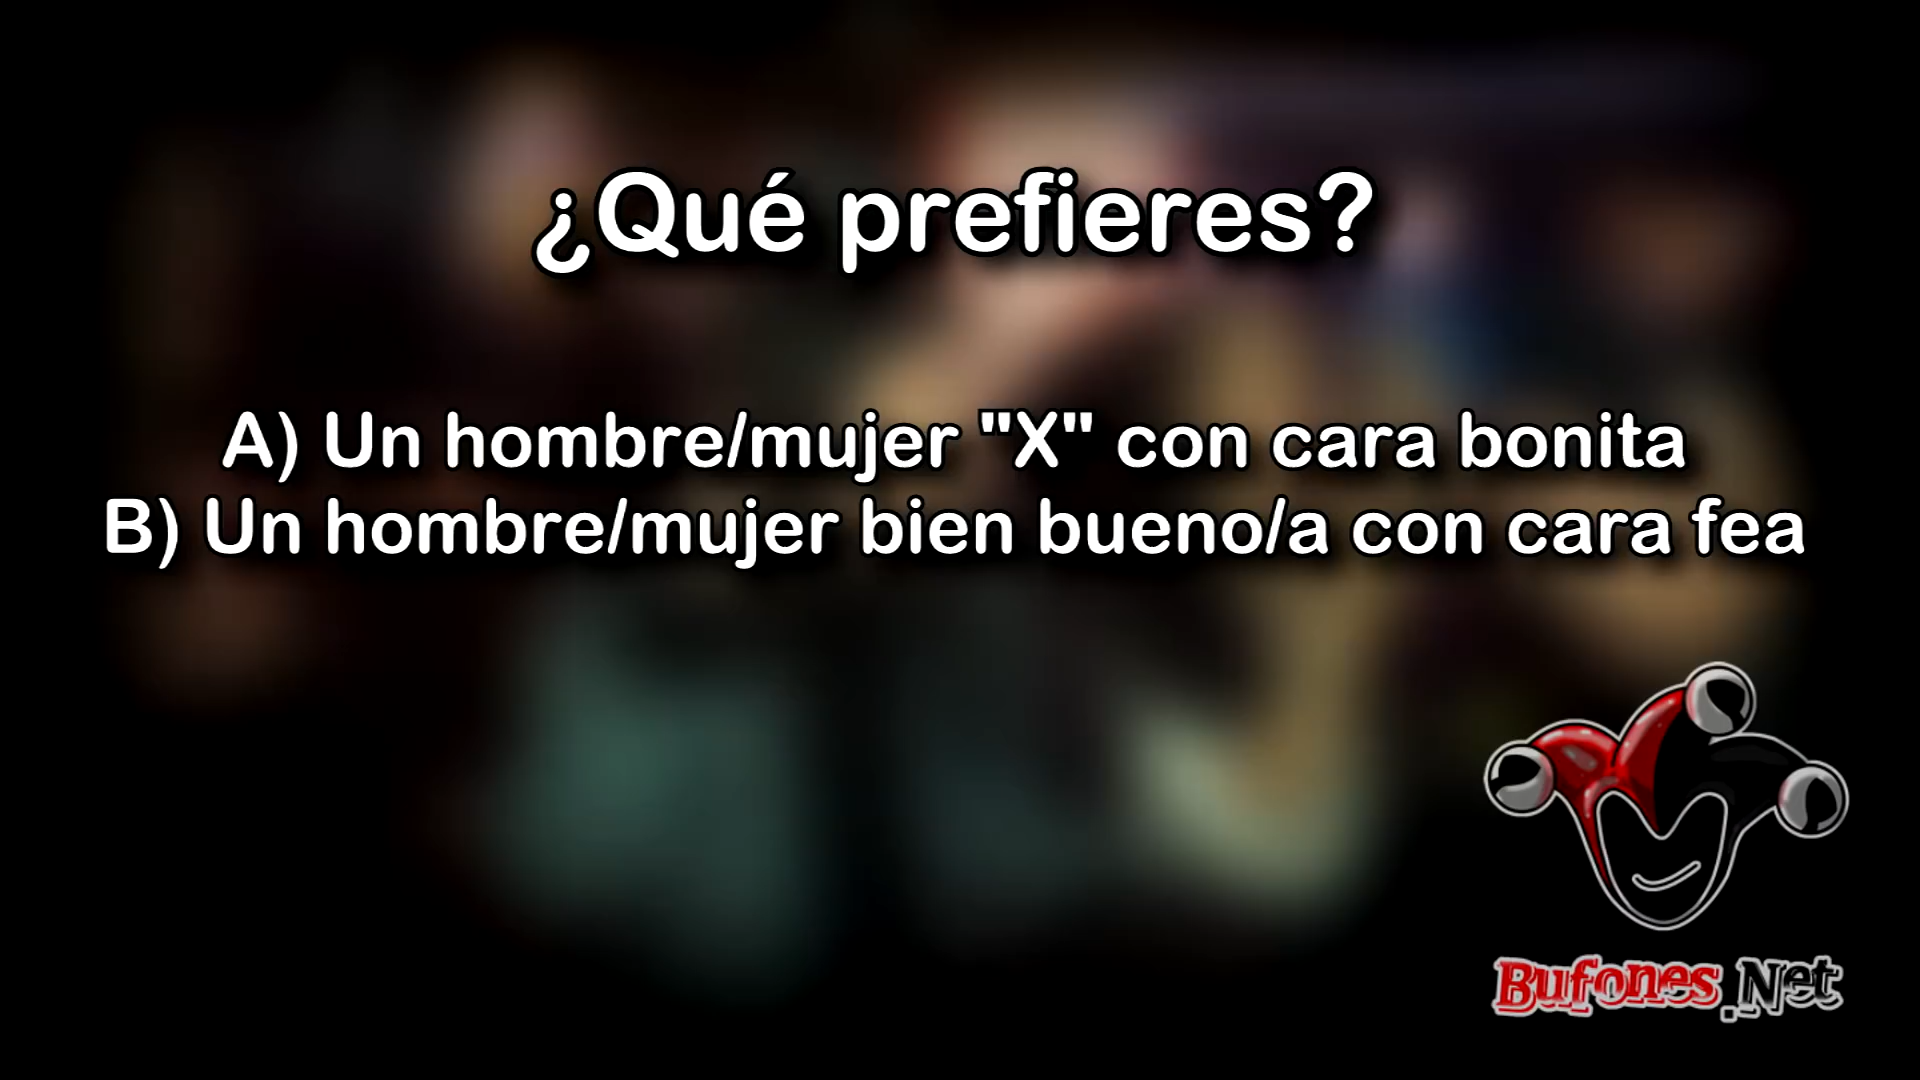 ¿Qué prefieres?
A) Un hombre/mujer "X" con cara bonita
B) Un hombre/mujer bien bueno/a con cara fea
Bufones.Net